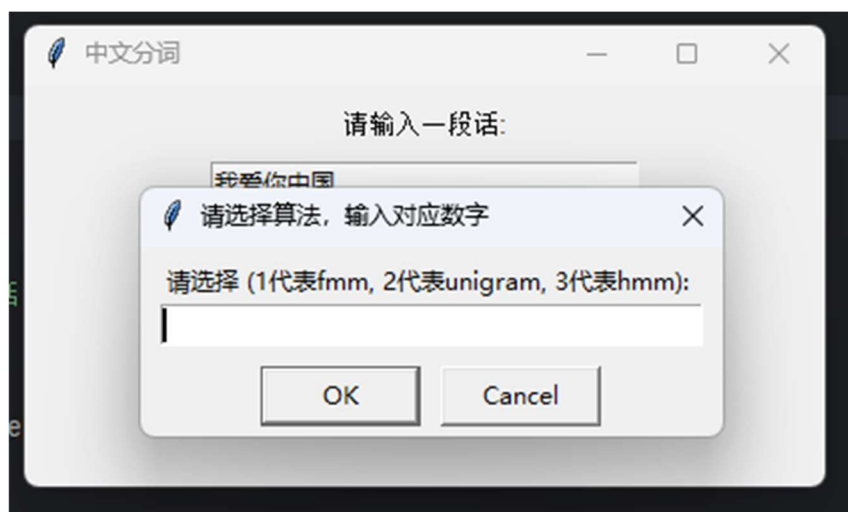 中文分词
请输入一段话:
我爱你中国
请选择算法，输入对应数字
请选择 (1代表fmm, 2代表unigram, 3代表hmm):
OK
Cancel
e